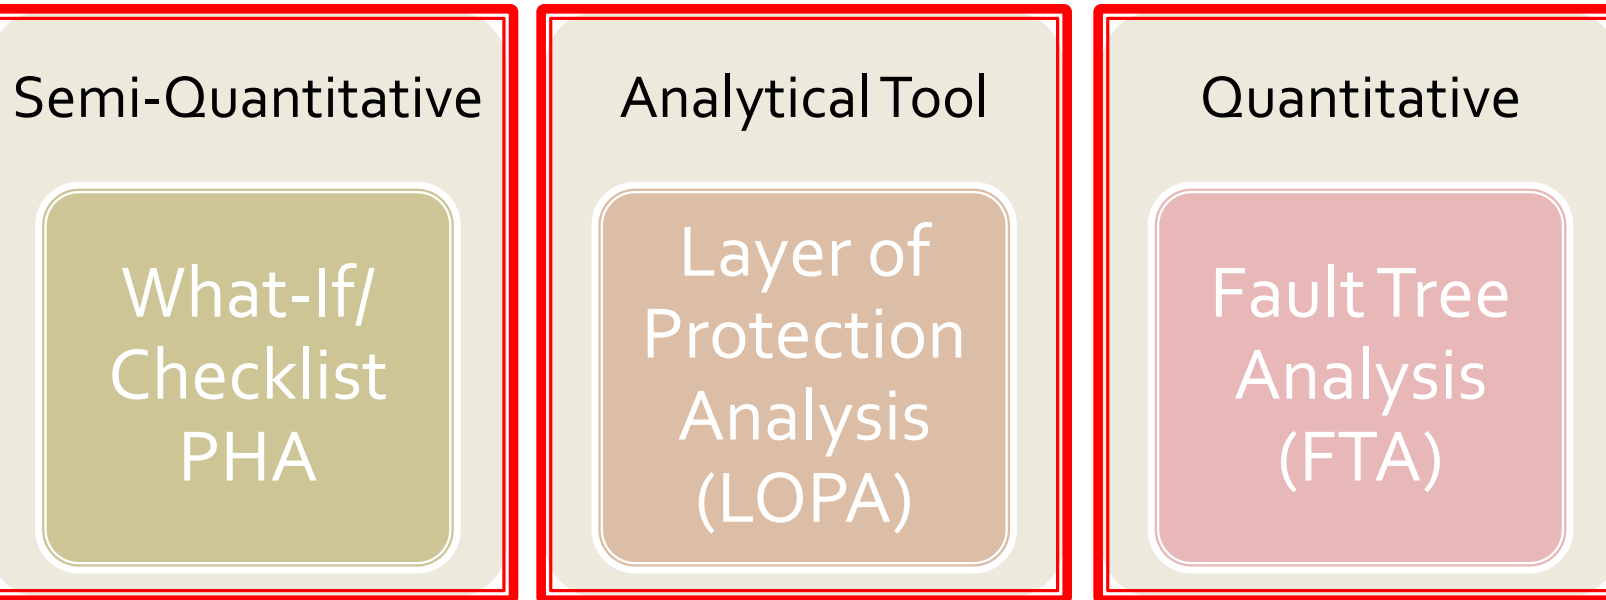 Semi-Quantitative
What-If/
Checklist
PHA
Analytical Tool
Layer of
Protection
Analysis
(LOPA)
Quantitative
Fault Tree
Analysis
(FTA)